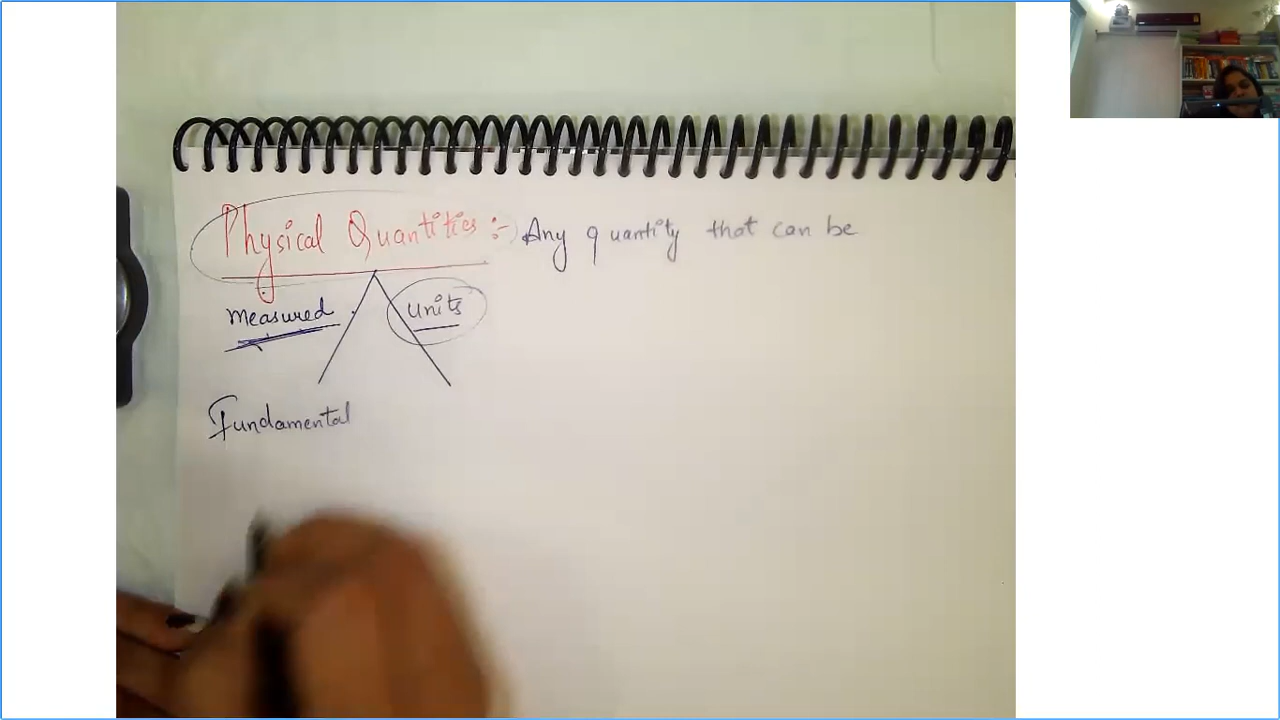 Physical Quantities :- Any quantity that can be
Measured units
Fundamental